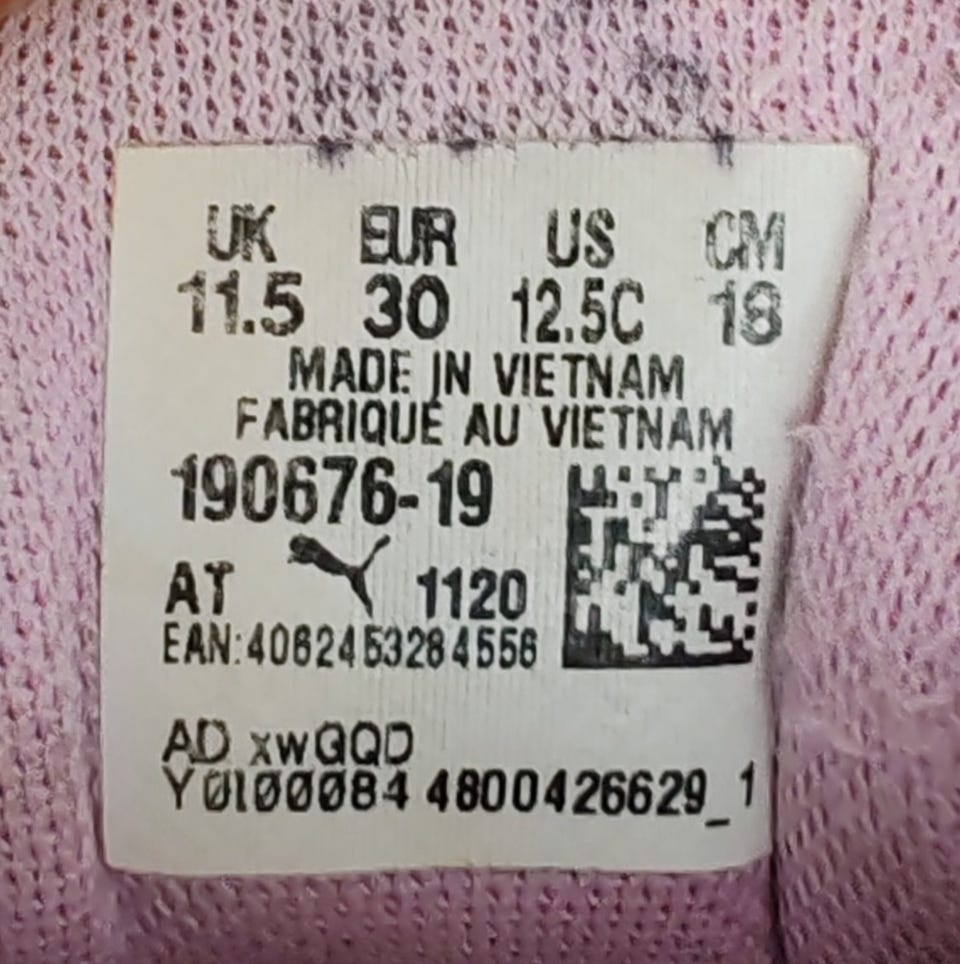 UK EUR US CM
11.5 30 12.5C 18
MADE IN VIETNAM
FABRIQUE AU VIETNAM
190676-19
AT 1120
EAN:4062453284556
AD xwGQD
Y0I00084 4800426629_1